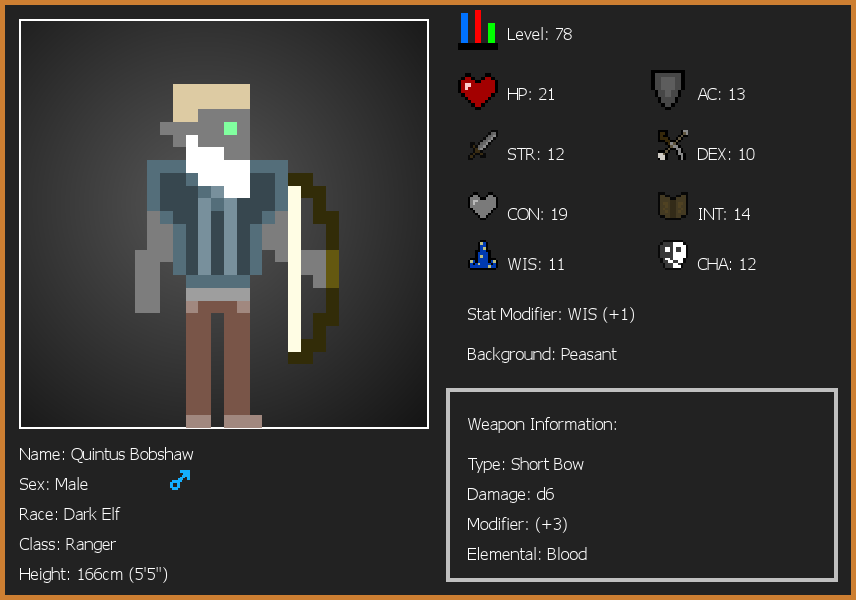 Level: 78
HP: 21
AC: 13
STR: 12
DEX: 10
CON: 19
INT: 14
WIS: 11
CHA: 12
Stat Modifier: WIS (+1)
Background: Peasant
Weapon Information:
Type: Short Bow
Damage: d6
Modifier: (+3)
Elemental: Blood
Name: Quintus Bobshaw
Sex: Male
Race: Dark Elf
Class: Ranger
Height: 166cm (5'5")